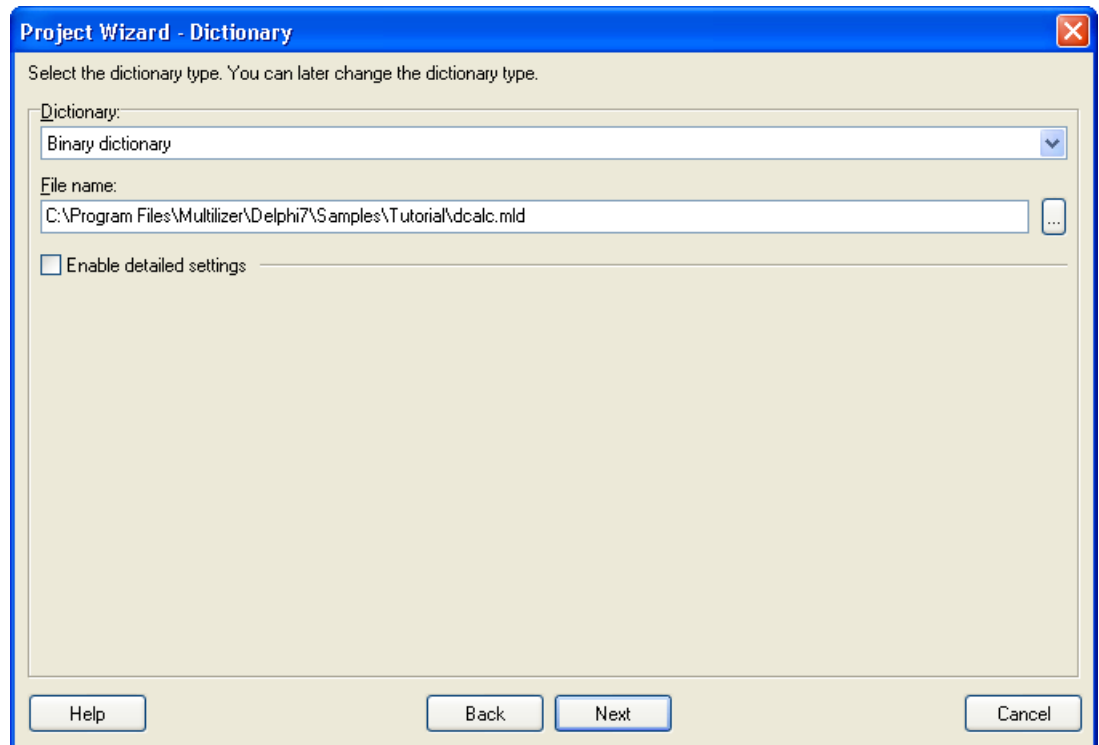 Project Wizard - Dictionary
Select the dictionary type. You can later change the dictionary type.
Dictionary:
Binary dictionary
File name:
C:\Program Files\Multilizer\Delphi7\Samples\Tutorial\dcalc.mld
...
Enable detailed settings
Help
Back
Next
Cancel